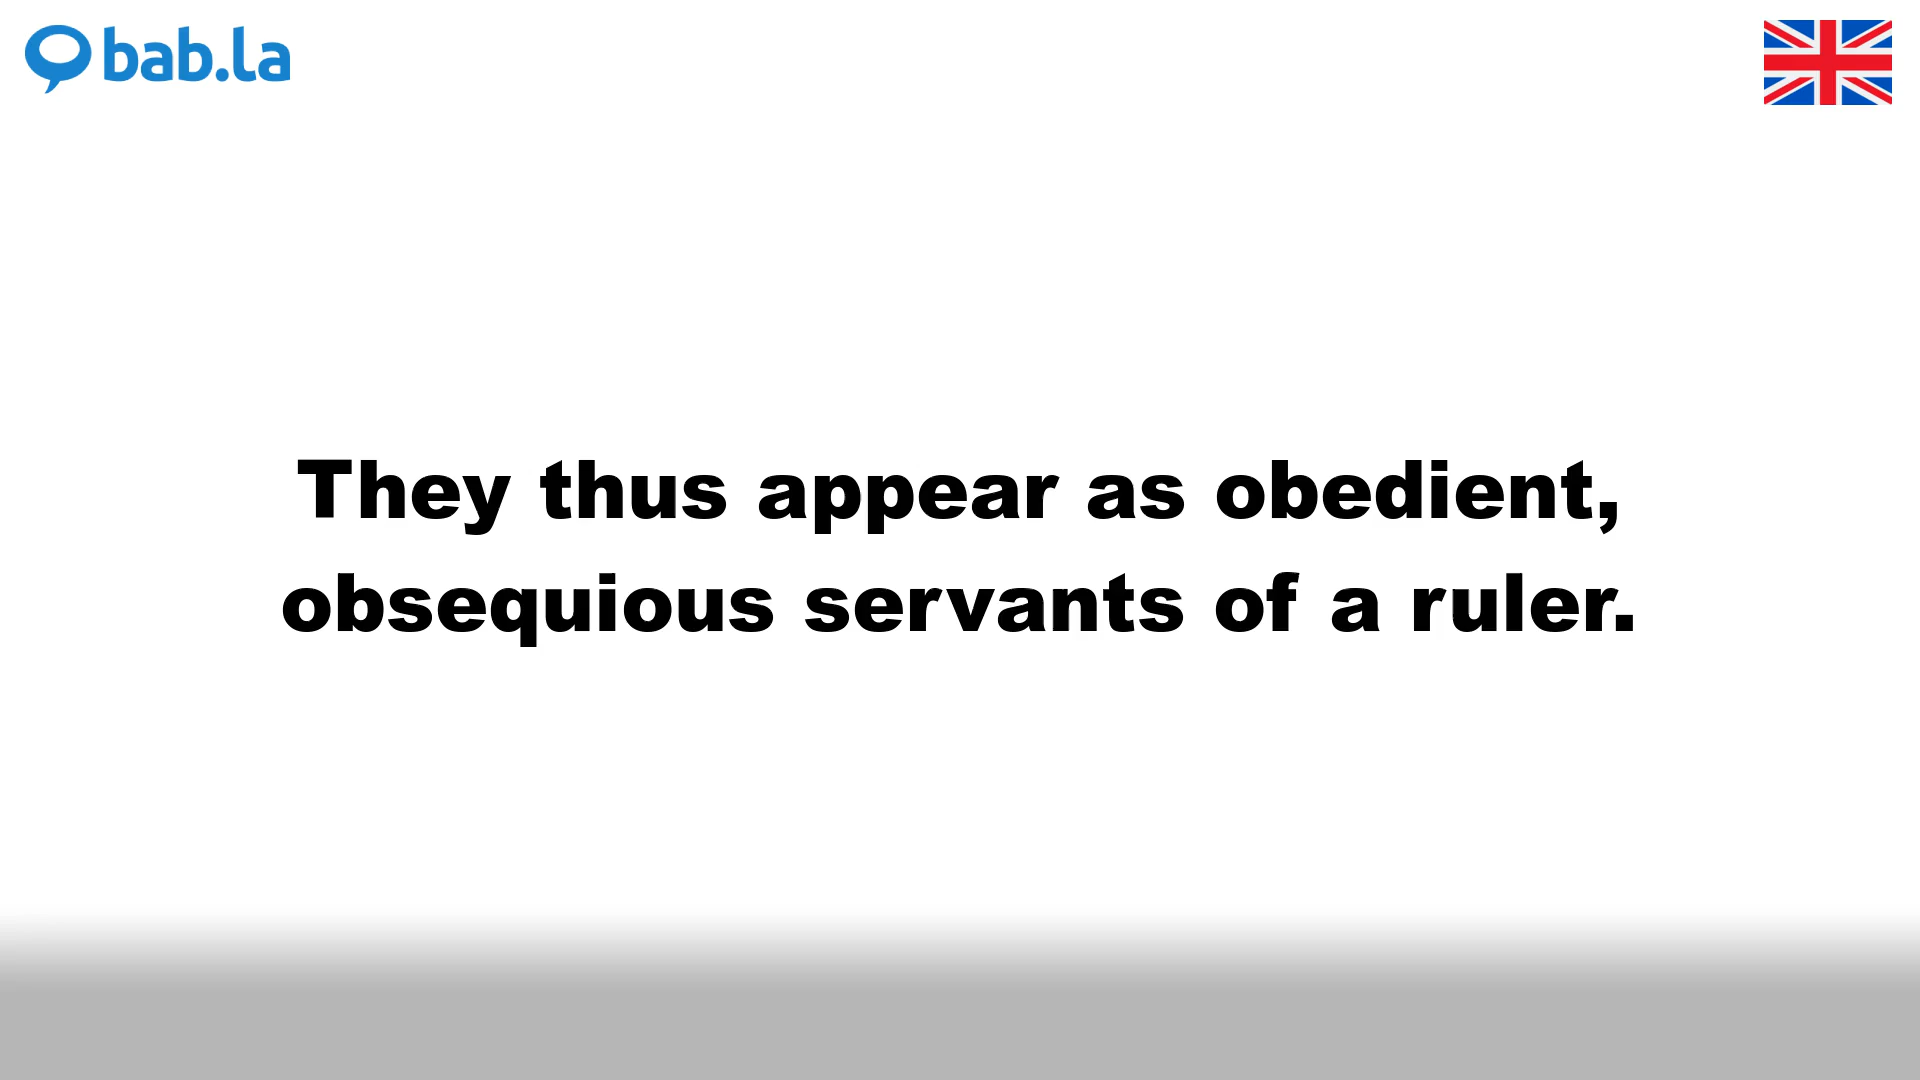 bab.la
They thus appear as obedient,
obsequious servants of a ruler.